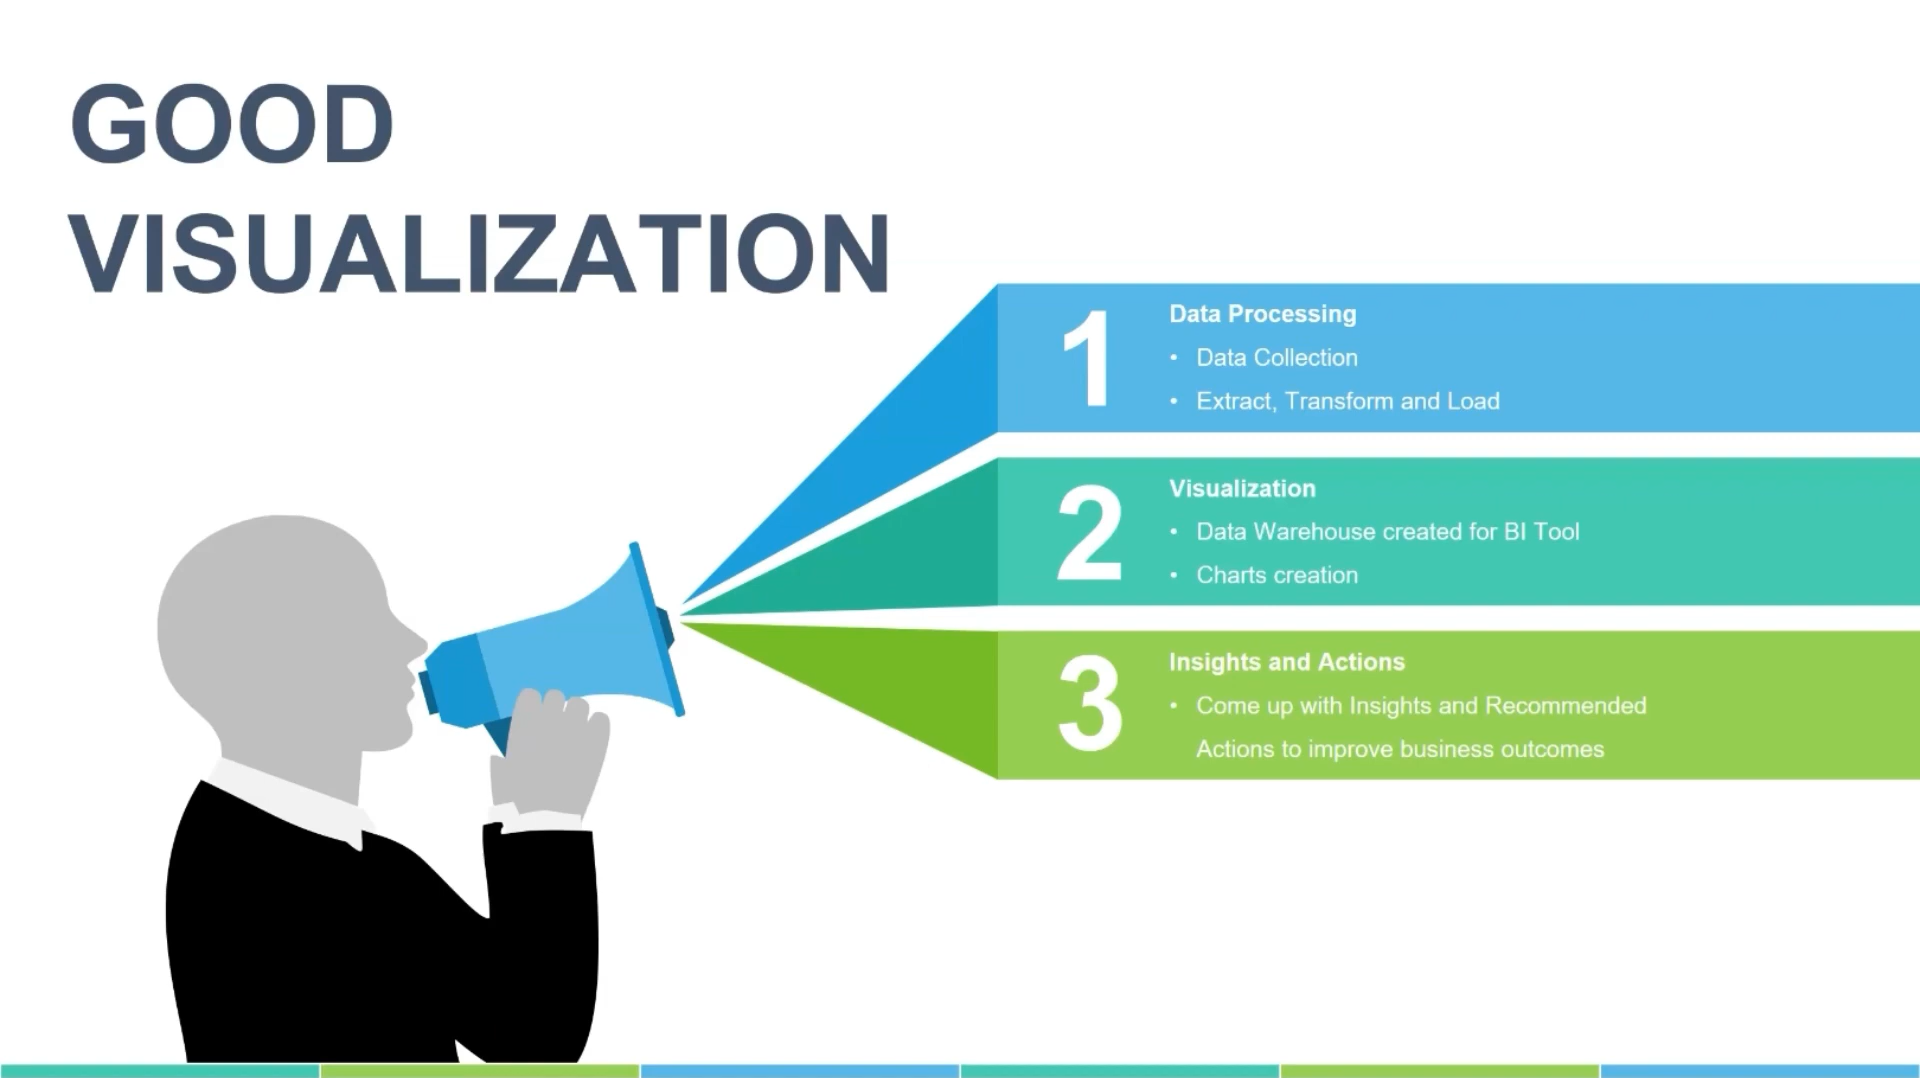 GOOD
VISUALIZATION
1
Data Processing
• Data Collection
• Extract, Transform and Load
2
Visualization
• Data Warehouse created for BI Tool
• Charts creation
3
Insights and Actions
• Come up with Insights and Recommended
Actions to improve business outcomes